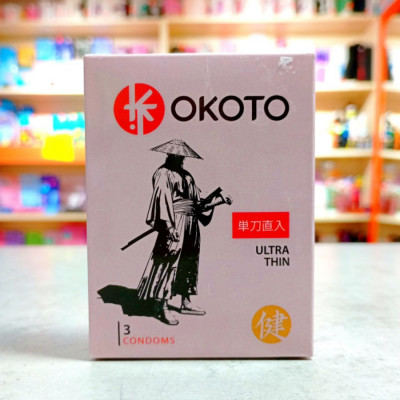 OKOTO
単刀直入
ULTRA
THIN
3
CONDOMS
健